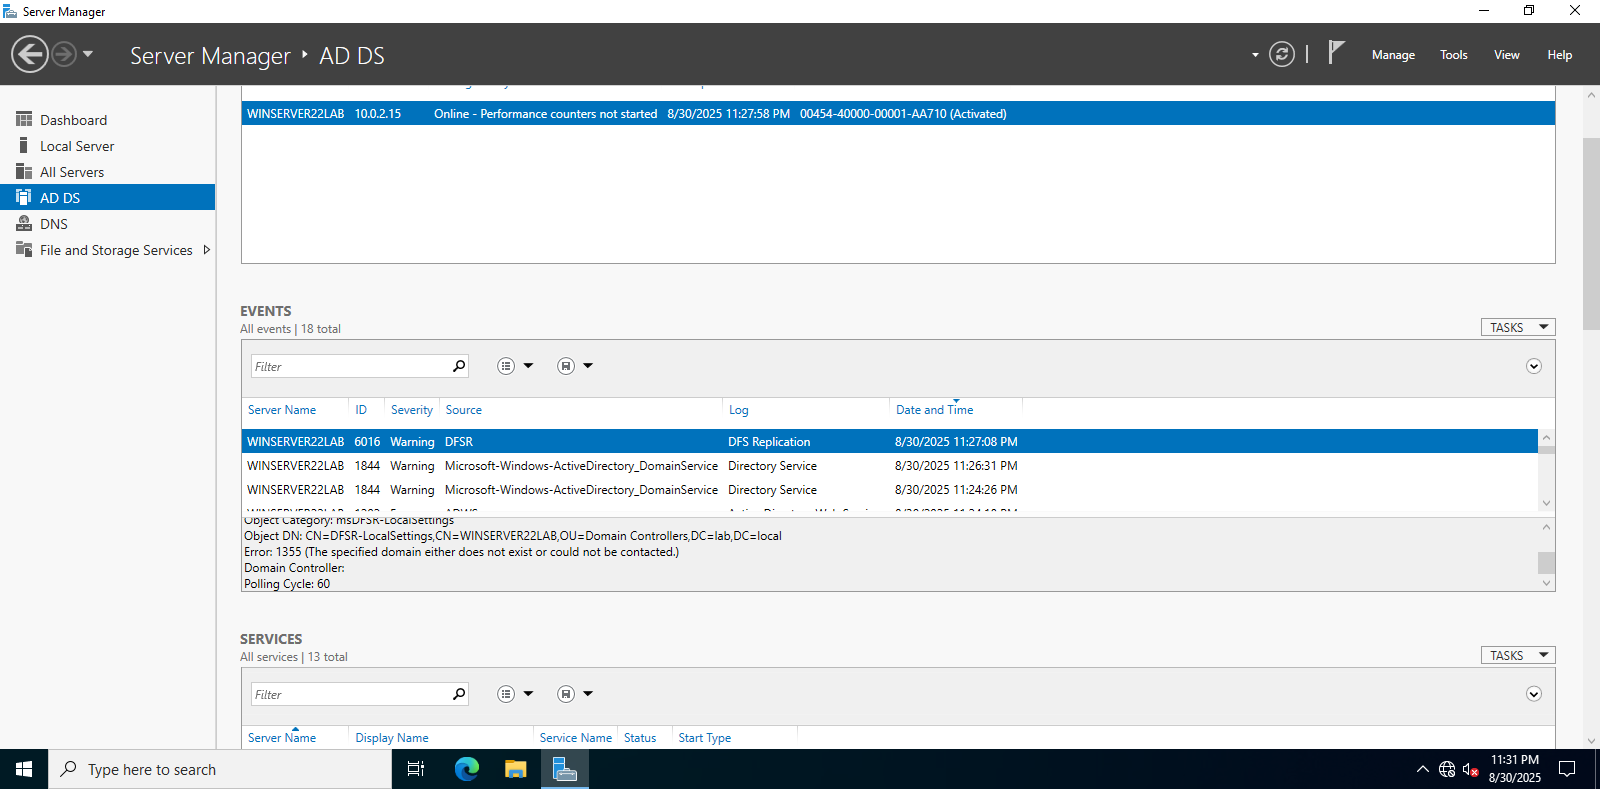 Server Manager
Server Manager ‣ AD DS
Manage Tools View Help
Dashboard
Local Server
All Servers
AD DS
DNS
File and Storage Services
WINSERVER22LAB 10.0.2.15 Online - Performance counters not started 8/30/2025 11:27:58 PM 00454-40000-00001-AA710 (Activated)
EVENTS
All events | 18 total
TASKS
Filter
Server Name ID Severity Source Log Date and Time
WINSERVER22LAB 6016 Warning DFSR DFS Replication 8/30/2025 11:27:08 PM
WINSERVER22LAB 1844 Warning Microsoft-Windows-ActiveDirectory_DomainService Directory Service 8/30/2025 11:26:31 PM
WINSERVER22LAB 1844 Warning Microsoft-Windows-ActiveDirectory_DomainService Directory Service 8/30/2025 11:24:26 PM
Object Category: msDFSR-LocalSettings
Object DN: CN=DFSR-LocalSettings,CN=WINSERVER22LAB,OU=Domain Controllers,DC=lab,DC=local
Error: 1355 (The specified domain either does not exist or could not be contacted.)
Domain Controller:
Polling Cycle: 60
SERVICES
All services | 13 total
TASKS
Filter
Server Name Display Name Service Name Status Start Type
Type here to search
11:31 PM
8/30/2025